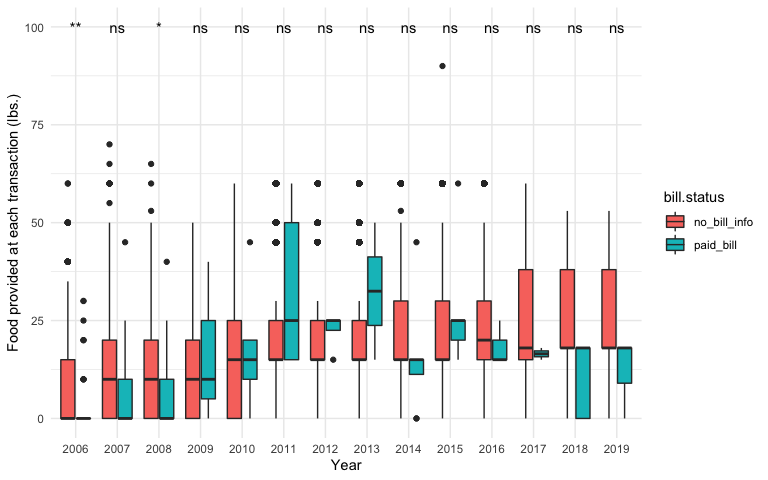 100
** ns * ns ns ns ns ns ns ns ns ns ns ns
75
50
25
0
Food provided at each transaction (lbs.)
2006 2007 2008 2009 2010 2011 2012 2013 2014 2015 2016 2017 2018 2019
Year
bill.status
no_bill_info
paid_bill